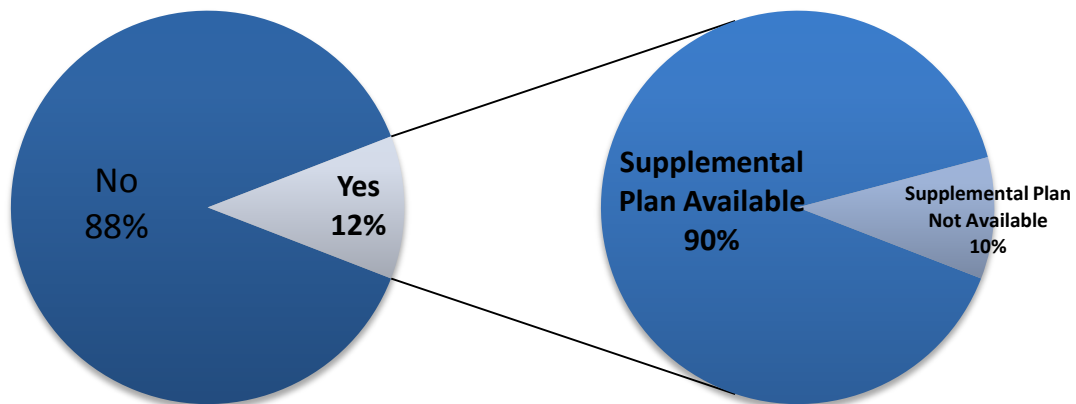 No
88%
Yes
12%
Supplemental
Plan Available
90%
Supplemental Plan
Not Available
10%